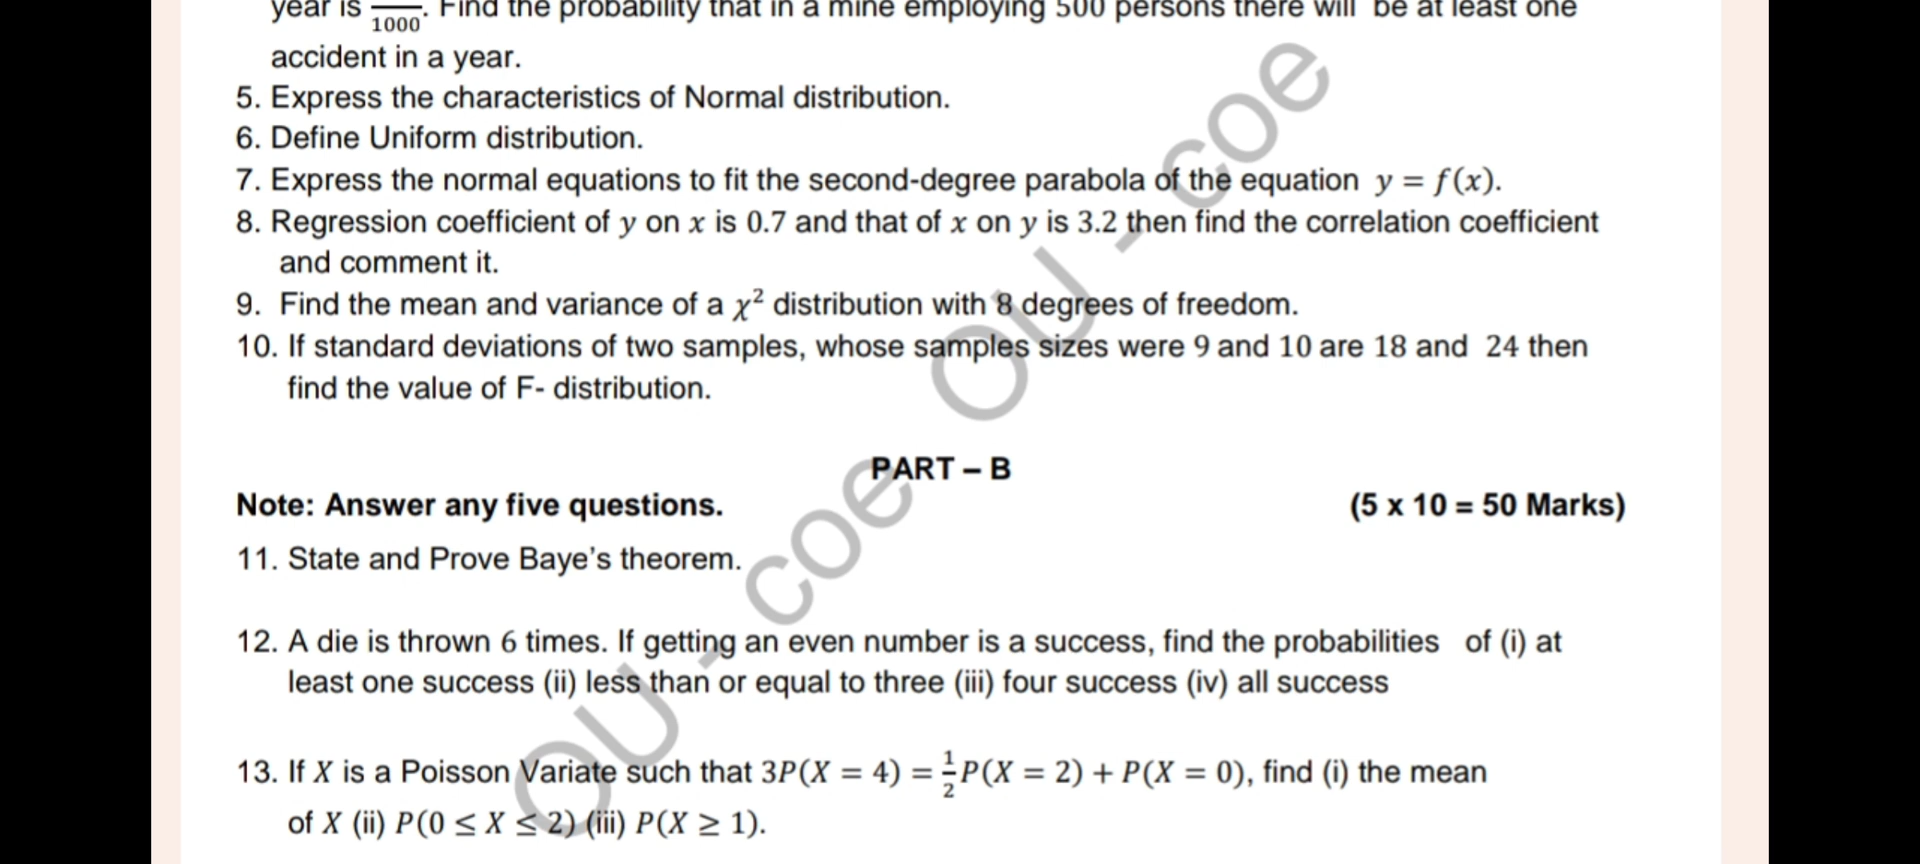 year is 1/1000. Find the probability that in a mine employing 500 persons there will be at least one
accident in a year.
5. Express the characteristics of Normal distribution.
6. Define Uniform distribution.
7. Express the normal equations to fit the second-degree parabola of the equation y = f(x).
8. Regression coefficient of y on x is 0.7 and that of x on y is 3.2 then find the correlation coefficient
and comment it.
9. Find the mean and variance of a χ² distribution with 8 degrees of freedom.
10. If standard deviations of two samples, whose samples sizes were 9 and 10 are 18 and 24 then
find the value of F- distribution.
PART – B
Note: Answer any five questions. (5 x 10 = 50 Marks)
11. State and Prove Baye's theorem.
12. A die is thrown 6 times. If getting an even number is a success, find the probabilities of (i) at
least one success (ii) less than or equal to three (iii) four success (iv) all success
13. If X is a Poisson Variate such that 3P(X = 4) = 1/2 P(X = 2) + P(X = 0), find (i) the mean
of X (ii) P(0 ≤ X ≤ 2) (iii) P(X ≥ 1).
OU - coe OU - coe